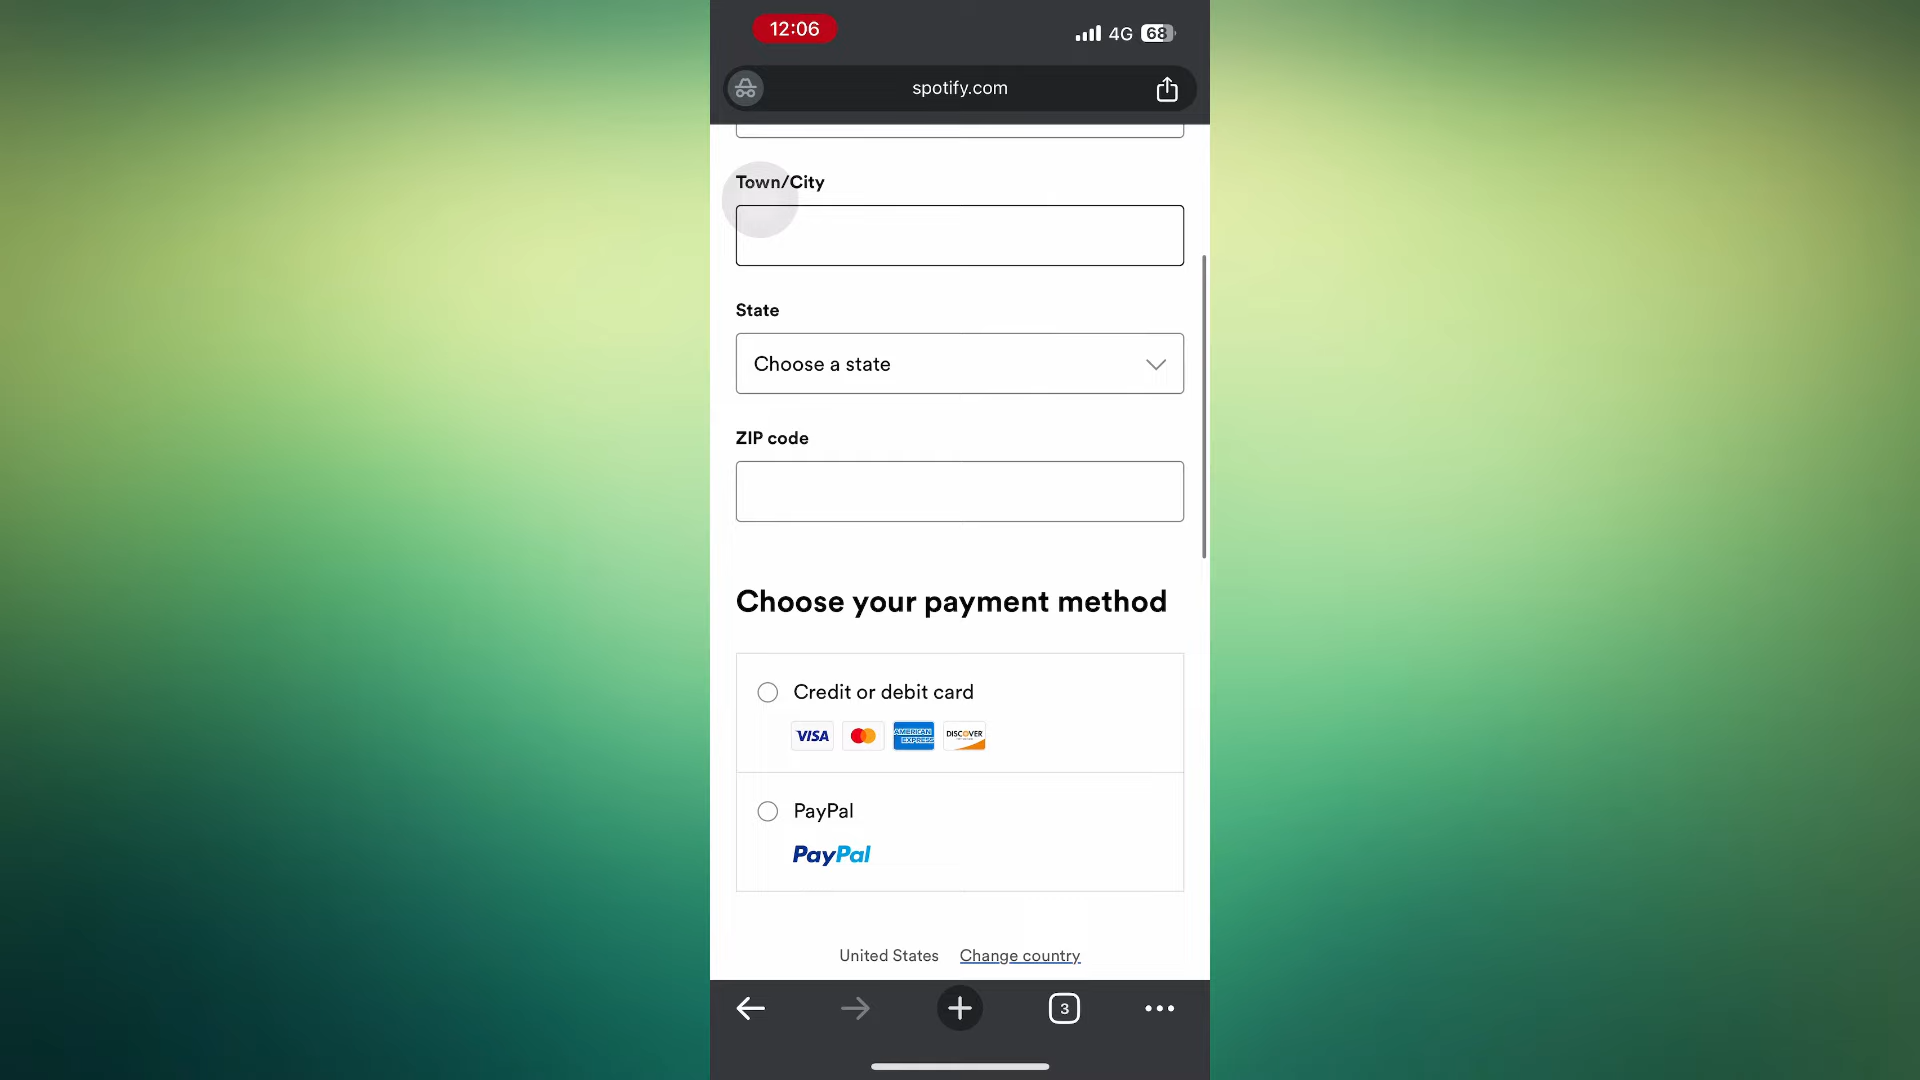 12:06
4G 68
spotify.com
Town/City
State
Choose a state
ZIP code
Choose your payment method
Credit or debit card
VISA
AMERICAN EXPRESS
DISCOVER
PayPal
PayPal
United States Change country
3